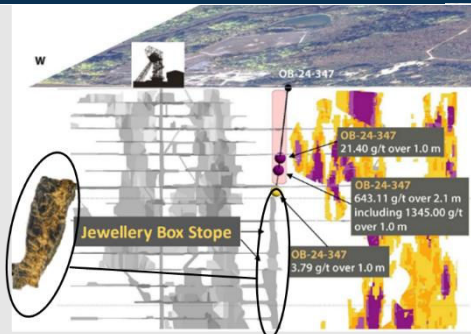 W
OB-24-347
OB-24-347
21.40 g/t over 1.0 m
OB-24-347
643.11 g/t over 2.1 m
including 1345.00 g/t
over 1.0 m
Jewellery Box Stope
OB-24-347
3.79 g/t over 1.0 m